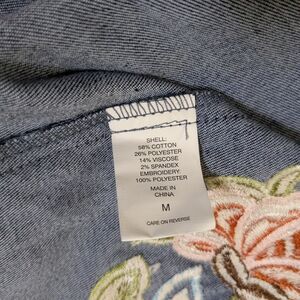 SHELL:
58% COTTON
26% POLYESTER
14% VISCOSE
2% SPANDEX
EMBROIDERY:
100% POLYESTER
MADE IN
CHINA
M
CARE ON REVERSE